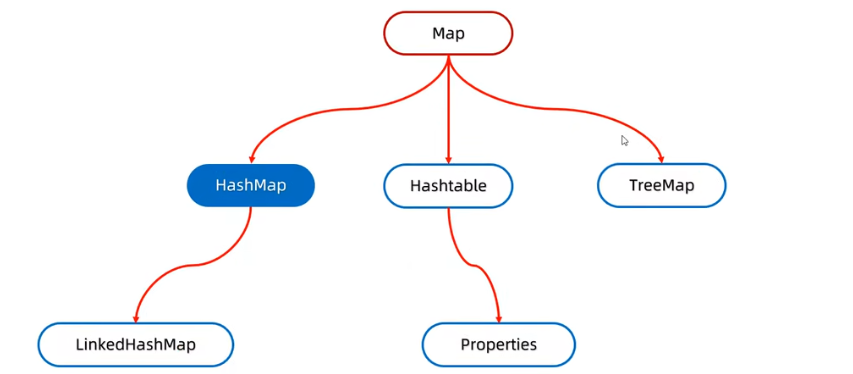 Map
HashMap
Hashtable
TreeMap
LinkedHashMap
Properties